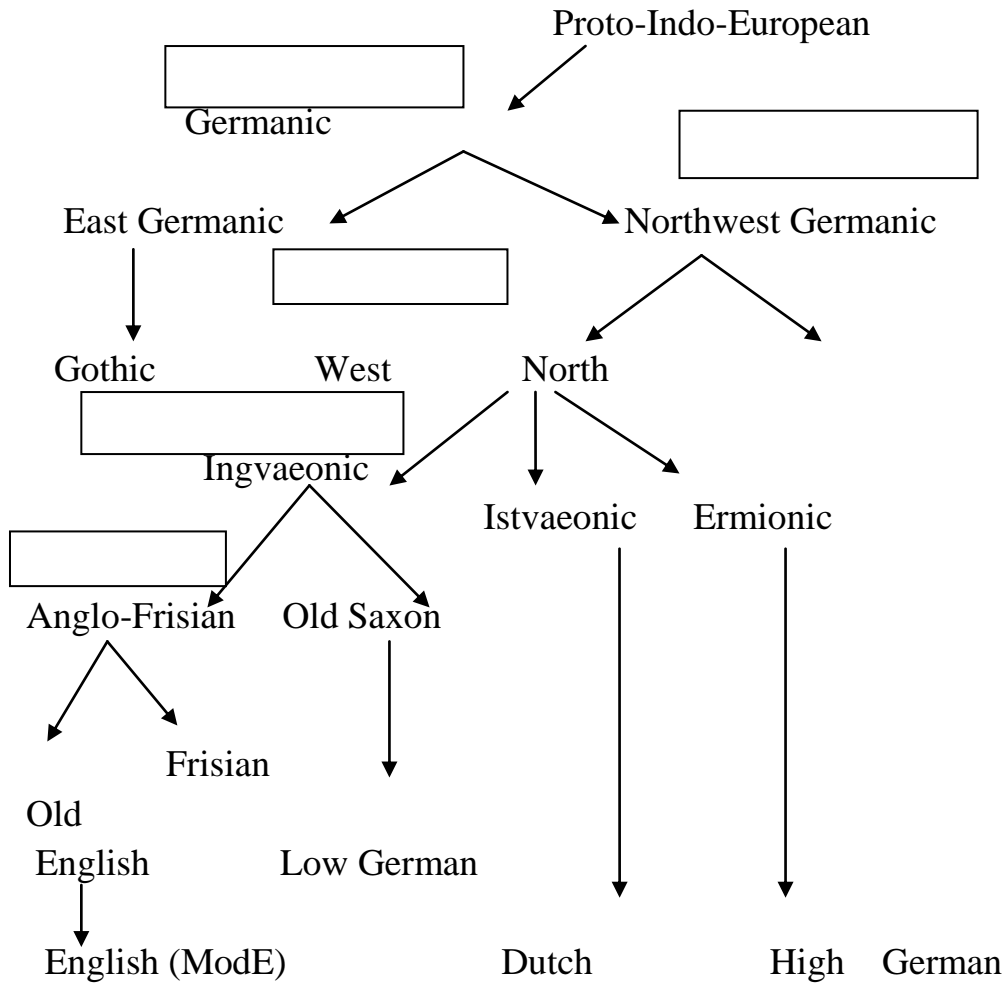 Proto-Indo-European
Germanic
East Germanic Northwest Germanic
Gothic West North
Ingvaeonic
Istvaeonic Ermionic
Anglo-Frisian Old Saxon
Frisian
Old
English Low German
English (ModE) Dutch High German